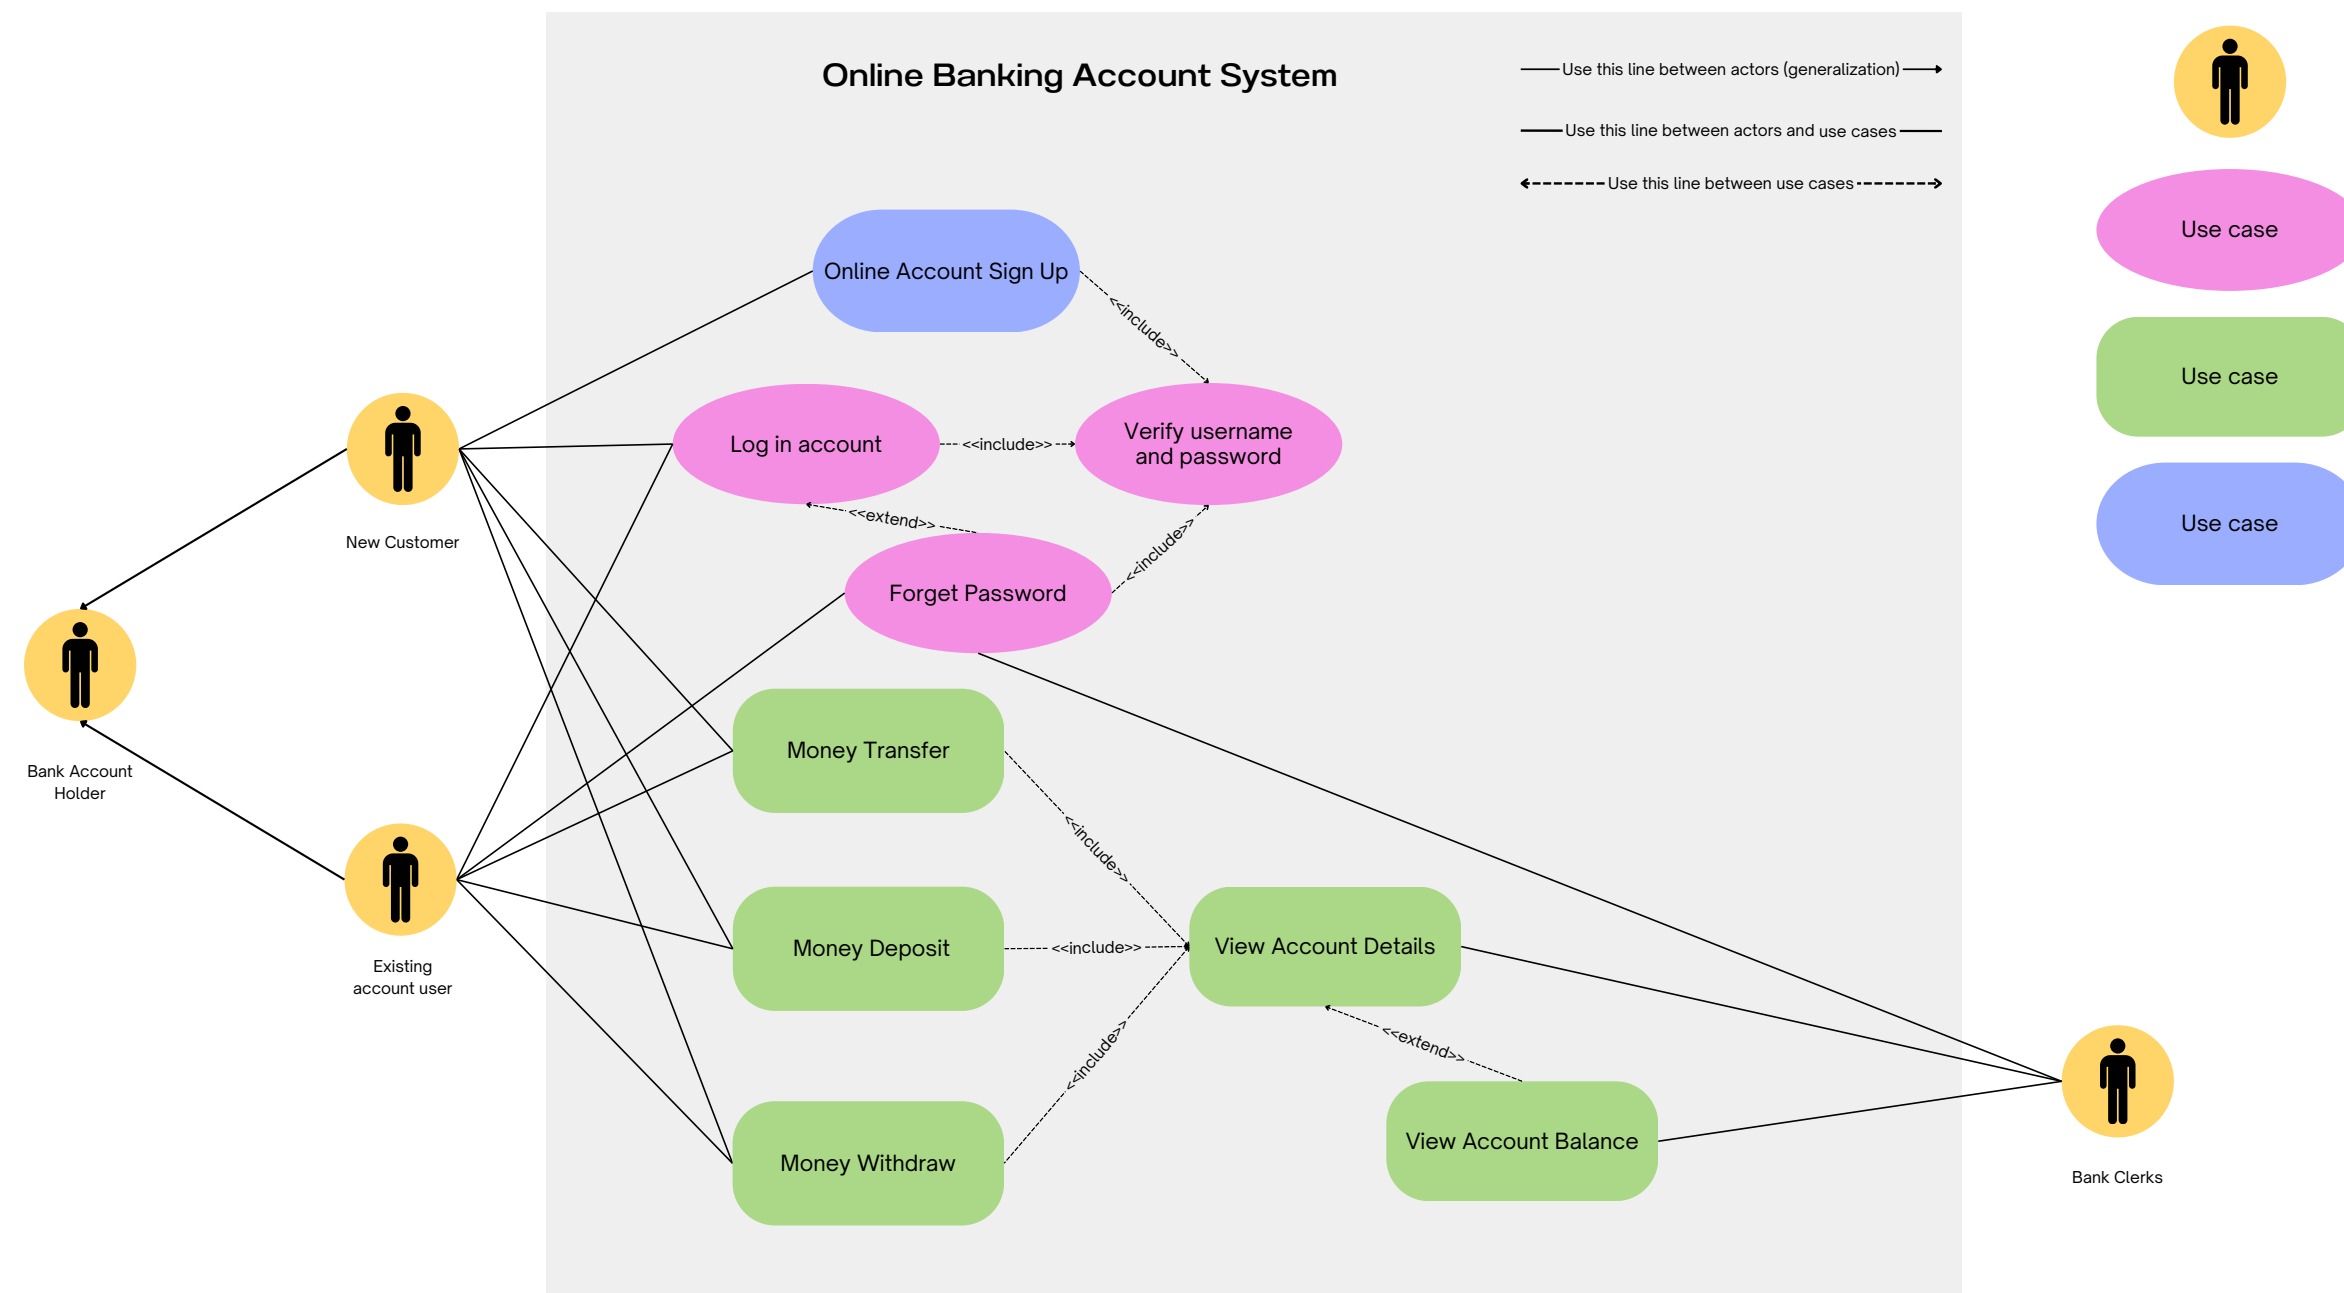 Online Banking Account System
Use this line between actors (generalization)
Use this line between actors and use cases
Use this line between use cases
Use case
Use case
Use case
Online Account Sign Up
<<include>>
Log in account
<<include>>
Verify username
and password
<<extend>>
<<include>>
New Customer
Forget Password
Money Transfer
Bank Account
Holder
<<include>>
Money Deposit
<<include>>
View Account Details
Existing
account user
<<include>>
<<extend>>
Money Withdraw
View Account Balance
Bank Clerks